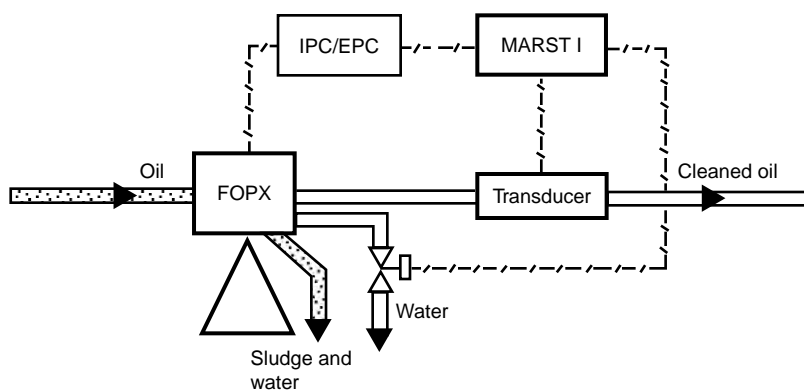 IPC/EPC
MARST I
Oil
FOPX
Transducer
Cleaned oil
Water
Sludge and
water